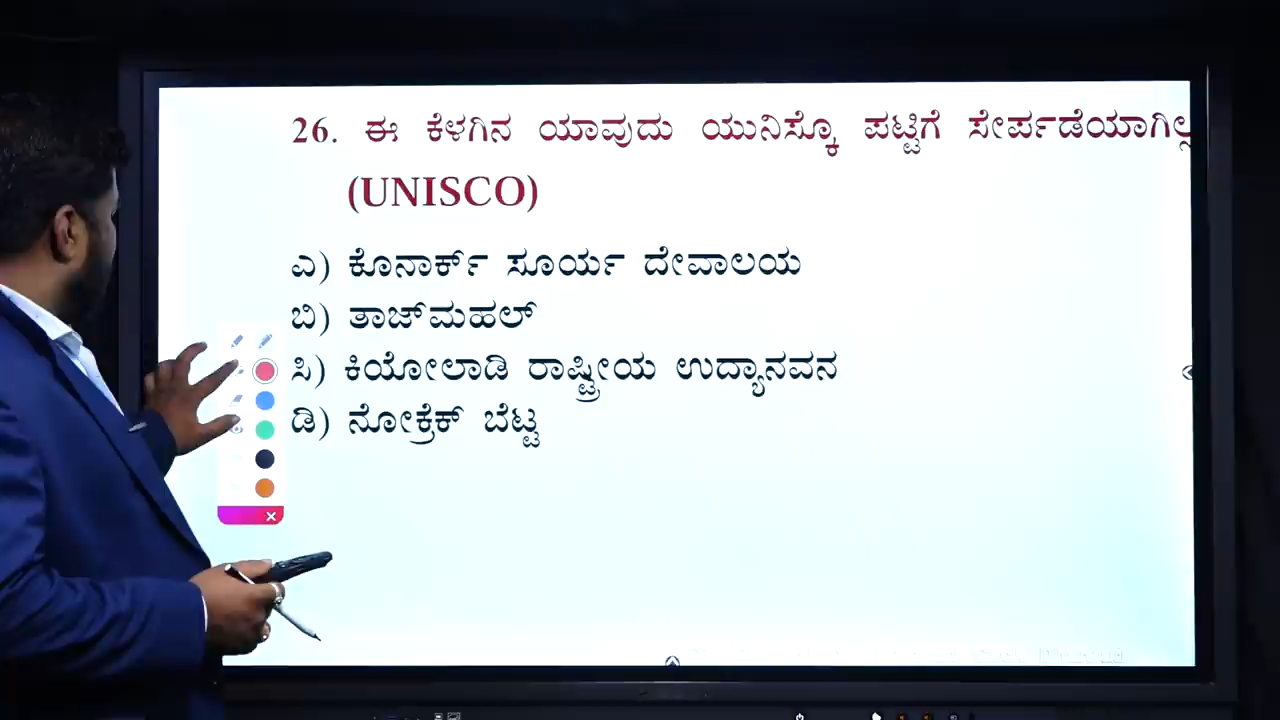 26. ಈ ಕೆಳಗಿನ ಯಾವುದು ಯುನಿಸ್ಕೊ ಪಟ್ಟಿಗೆ ಸೇರ್ಪಡೆಯಾಗಿಲ್ಲ
(UNISCO)
ಎ) ಕೊನಾರ್ಕ್ ಸೂರ್ಯ ದೇವಾಲಯ
ಬಿ) ತಾಜ್‌ಮಹಲ್
ಸಿ) ಕಿಯೋಲಾಡಿ ರಾಷ್ಟ್ರೀಯ ಉದ್ಯಾನವನ
ಡಿ) ನೋಕ್ರೆಕ್ ಬೆಟ್ಟ